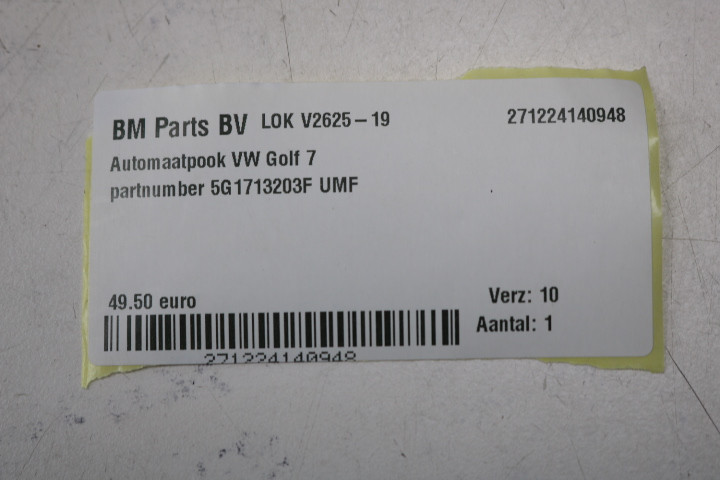 BM Parts BV LOK V2625-19 271224140948
Automaatpook VW Golf 7
partnumber 5G1713203F UMF
49.50 euro Verz: 10
Aantal: 1
271224140948